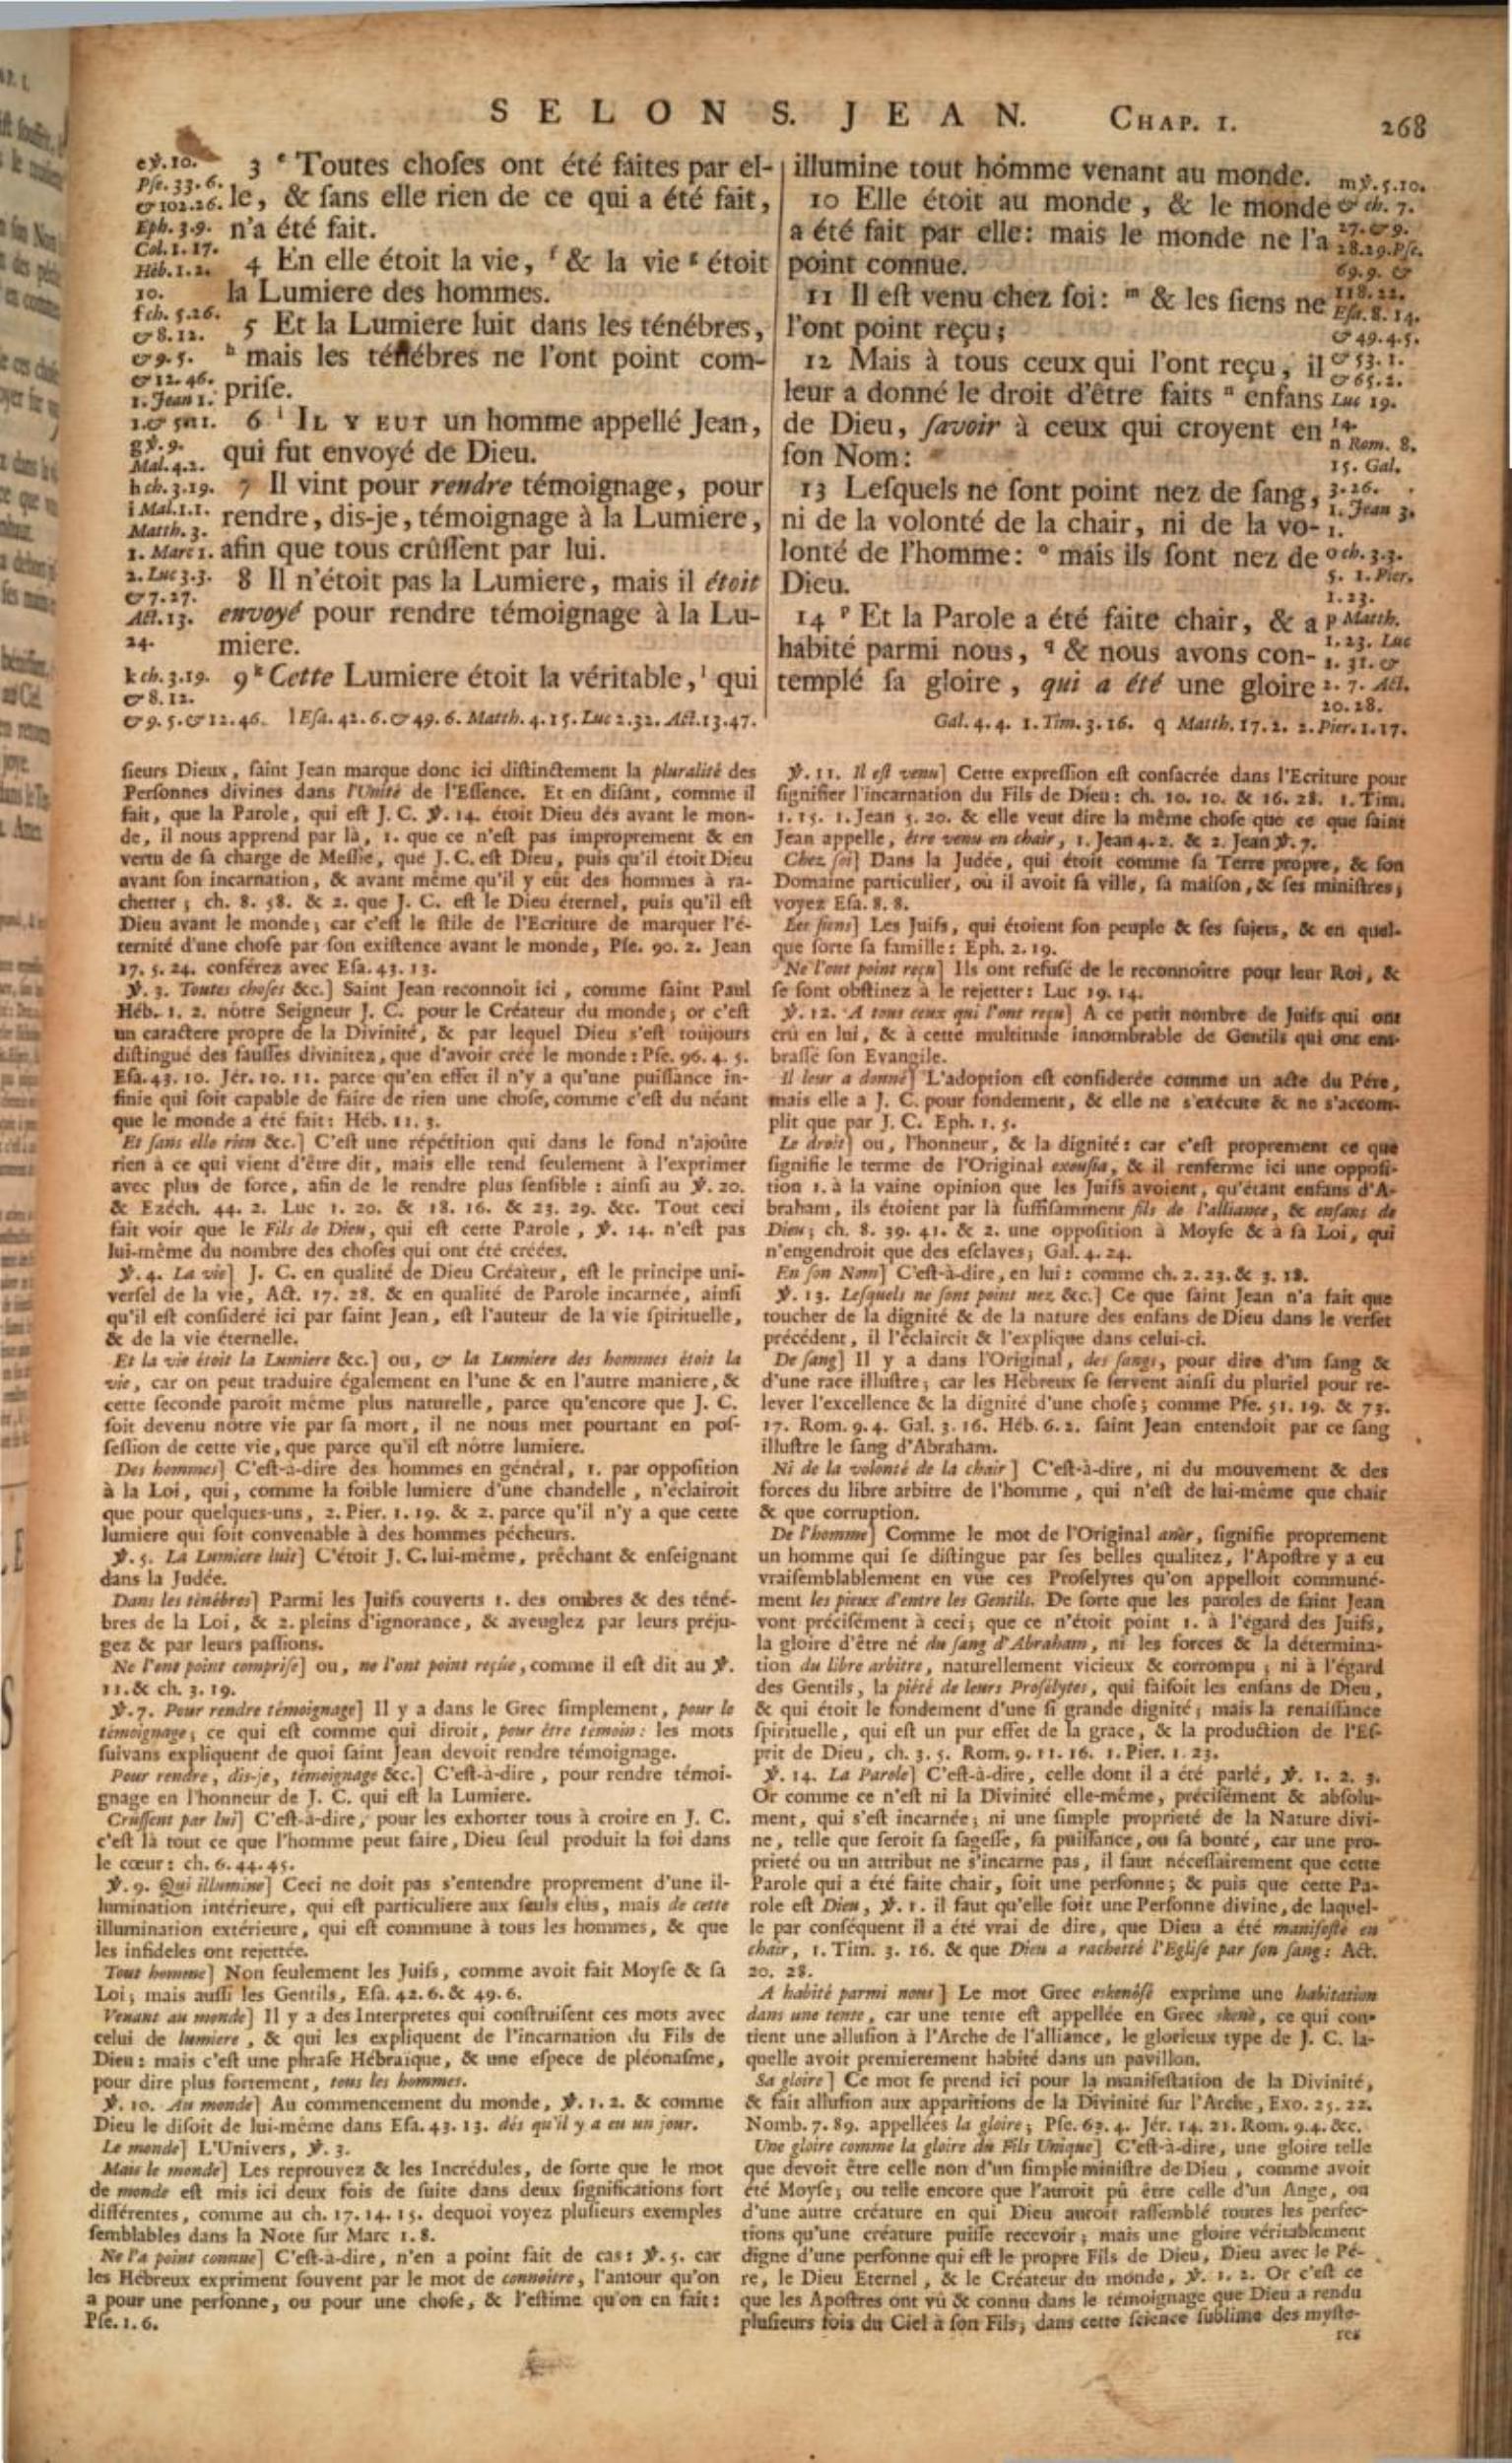 SELON S. JEAN. CHAP. I. 268
e ℣. 10.
Pſe. 33. 6.
& 102. 26.
Eph. 3. 9.
Col. 1. 17.
Héb. 1. 2.
10.
f ch. 5. 26.
& 8. 12.
& 9. 5.
& 12. 46.
1. Jean 1.
g ℣. 9.
Mal. 4. 2.
h ch. 3. 19.
i Mal. 1. 1.
Matth. 3.
1. Marc 1.
2. Luc 3. 3.
& 7. 27.
Act. 13.
24.
k ch. 3. 19.
& 8. 12.
& 9. 5. & 12. 46. l Eſa. 42. 6. & 49. 6. Matth. 4. 15. Luc 2. 32. Act. 13. 47.
3 e Toutes choſes ont été faites par el-
le, & ſans elle rien de ce qui a été fait,
n'a été fait.
4 En elle étoit la vie, f & la vie g étoit
la Lumiere des hommes.
5 Et la Lumiere luit dans les ténébres,
h mais les ténébres ne l'ont point com-
priſe.
6 i IL Y EUT un homme appellé Jean,
qui fut envoyé de Dieu.
7 Il vint pour rendre témoignage, pour
rendre, dis-je, témoignage à la Lumiere,
afin que tous crûſſent par lui.
8 Il n'étoit pas la Lumiere, mais il étoit
envoyé pour rendre témoignage à la Lu-
miere.
9 k Cette Lumiere étoit la véritable, l qui
illumine tout hómme venant au monde.
10 Elle étoit au monde, & le monde
a été fait par elle: mais le monde ne l'a
point connue.
11 Il eſt venu chez ſoi: m & les ſiens ne
l'ont point reçu;
12 Mais à tous ceux qui l'ont reçu, il
leur a donné le droit d'être faits n enfans
de Dieu, ſavoir à ceux qui croyent en
ſon Nom:
13 Leſquels ne ſont point nez de ſang,
ni de la volonté de la chair, ni de la vo-
lonté de l'homme: o mais ils ſont nez de
Dieu.
14 p Et la Parole a été faite chair, & a
habité parmi nous, q & nous avons con-
templé ſa gloire, qui a été une gloire
m ℣. 5. 10.
& ch. 7.
27. & 9.
28. 29. Pſe.
69. 9. &
118. 22.
Eſa. 8. 14.
& 49. 4. 5.
& 53. 1.
& 65. 2.
Luc 19.
14.
n Rom. 8.
15. Gal.
3. 26.
1. Jean 3.
1.
o ch. 3. 3.
5. 1. Pier.
1. 23.
p Matth.
1. 23. Luc
1. 31. &
2. 7. Act.
20. 28.
Gal. 4. 4. 1. Tim. 3. 16. q Matth. 17. 2. 2. Pier. 1. 17.
ſieurs Dieux, ſaint Jean marque donc ici diſtinctement la pluralité des
Perſonnes divines dans l'Unité de l'Eſſence. Et en diſant, comme il
fait, que la Parole, qui eſt J. C. ℣. 14. étoit Dieu dès avant le mon-
de, il nous apprend par là, 1. que ce n'eſt pas improprement & en
vertu de ſa charge de Meſſie, que J. C. eſt Dieu, puis qu'il étoit Dieu
avant ſon incarnation, & avant même qu'il y eût des hommes à ra-
chetter; ch. 8. 58. & 2. que J. C. eſt le Dieu éternel, puis qu'il eſt
Dieu avant le monde; car c'eſt le ſtile de l'Ecriture de marquer l'é-
ternité d'une choſe par ſon exiſtence avant le monde, Pſe. 90. 2. Jean
17. 5. 24. conférez avec Eſa. 43. 13.
℣. 3. Toutes choſes &c.] Saint Jean reconnoit ici, comme ſaint Paul
Héb. 1. 2. nôtre Seigneur J. C. pour le Créateur du monde; or c'eſt
un caractere propre de la Divinité, & par lequel Dieu s'eſt toûjours
diſtingué des fauſſes divinitez, que d'avoir créé le monde: Pſe. 96. 4. 5.
Eſa. 43. 10. Jér. 10. 11. parce qu'en effet il n'y a qu'une puiſſance in-
finie qui ſoit capable de faire de rien une choſe, comme c'eſt du néant
que le monde a été fait: Héb. 11. 3.
Et ſans elle rien &c.] C'eſt une répétition qui dans le fond n'ajoûte
rien à ce qui vient d'être dit, mais elle tend ſeulement à l'exprimer
avec plus de force, afin de le rendre plus ſenſible: ainſi au ℣. 20.
& Ezéch. 44. 2. Luc 1. 20. & 18. 16. & 23. 29. &c. Tout ceci
fait voir que le Fils de Dieu, qui eſt cette Parole, ℣. 14. n'eſt pas
lui-même du nombre des choſes qui ont été créées.
℣. 4. La vie] J. C. en qualité de Dieu Créateur, eſt le principe uni-
verſel de la vie, Act. 17. 28. & en qualité de Parole incarnée, ainſi
qu'il eſt conſideré ici par ſaint Jean, eſt l'auteur de la vie ſpirituelle,
& de la vie éternelle.
Et la vie étoit la Lumiere &c.] ou, & la Lumiere des hommes étoit la
vie, car on peut traduire également en l'une & en l'autre maniere, &
cette ſeconde paroît même plus naturelle, parce qu'encore que J. C.
ſoit devenu nôtre vie par ſa mort, il ne nous met pourtant en poſ-
ſeſſion de cette vie, que parce qu'il eſt nôtre lumiere.
Des hommes] C'eſt-à-dire des hommes en général, 1. par oppoſition
à la Loi, qui, comme la foible lumiere d'une chandelle, n'éclairoit
que pour quelques-uns, 2. Pier. 1. 19. & 2. parce qu'il n'y a que cette
lumiere qui ſoit convenable à des hommes pécheurs.
℣. 5. La Lumiere luit] C'étoit J. C. lui-même, prêchant & enſeignant
dans la Judée.
Dans les ténébres] Parmi les Juifs couverts 1. des ombres & des téné-
bres de la Loi, & 2. pleins d'ignorance, & aveuglez par leurs préju-
gez & par leurs paſſions.
Ne l'ont point compriſe] ou, ne l'ont point reçûe, comme il eſt dit au ℣.
11. & ch. 3. 19.
℣. 7. Pour rendre témoignage] Il y a dans le Grec ſimplement, pour le
témoignage; ce qui eſt comme qui diroit, pour être témoin: les mots
ſuivans expliquent de quoi ſaint Jean devoit rendre témoignage.
Pour rendre, dis-je, témoignage &c.] C'eſt-à-dire, pour rendre témoi-
gnage en l'honneur de J. C. qui eſt la Lumiere.
Crûſſent par lui] C'eſt-à-dire, pour les exhorter tous à croire en J. C.
c'eſt là tout ce que l'homme peut faire, Dieu ſeul produit la foi dans
le cœur: ch. 6. 44. 45.
℣. 9. Qui illumine] Ceci ne doit pas s'entendre proprement d'une il-
lumination intérieure, qui eſt particuliere aux ſeuls élus, mais de cette
illumination extérieure, qui eſt commune à tous les hommes, & que
les infideles ont rejettée.
Tout homme] Non ſeulement les Juifs, comme avoit fait Moyſe & ſa
Loi; mais auſſi les Gentils, Eſa. 42. 6. & 49. 6.
Venant au monde] Il y a des Interpretes qui conſtruiſent ces mots avec
celui de lumiere, & qui les expliquent de l'incarnation du Fils de
Dieu: mais c'eſt une phraſe Hébraïque, & une eſpece de pléonaſme,
pour dire plus fortement, tous les hommes.
℣. 10. Au monde] Au commencement du monde, ℣. 1. 2. & comme
Dieu le diſoit de lui-même dans Eſa. 43. 13. dès qu'il y a eu un jour.
Le monde] L'Univers, ℣. 3.
Mais le monde] Les reprouvez & les Incrédules, de ſorte que le mot
de monde eſt mis ici deux fois de ſuite dans deux ſignifications fort
différentes, comme au ch. 17. 14. 15. dequoi voyez pluſieurs exemples
ſemblables dans la Note ſur Marc 1. 8.
Ne l'a point connue] C'eſt-à-dire, n'en a point fait de cas: ℣. 5. car
les Hébreux expriment ſouvent par le mot de connoître, l'amour qu'on
a pour une perſonne, ou pour une choſe, & l'eſtime qu'on en fait:
Pſe. 1. 6.
℣. 11. Il eſt venu] Cette expreſſion eſt conſacrée dans l'Ecriture pour
ſignifier l'incarnation du Fils de Dieu: ch. 10. 10. & 16. 28. 1. Tim.
1. 15. 1. Jean 5. 20. & elle veut dire la même choſe que ce que ſaint
Jean appelle, être venu en chair, 1. Jean 4. 2. & 2. Jean ℣. 7.
Chez ſoi] Dans la Judée, qui étoit comme ſa Terre propre, & ſon
Domaine particulier, où il avoit ſa ville, ſa maiſon, & ſes miniſtres;
voyez Eſa. 8. 8.
Les ſiens] Les Juifs, qui étoient ſon peuple & ſes ſujets, & en quel-
que ſorte ſa famille: Eph. 2. 19.
Ne l'ont point reçu] Ils ont refuſé de le reconnoître pour leur Roi, &
ſe ſont obſtinez à le rejetter: Luc 19. 14.
℣. 12. A tous ceux qui l'ont reçu] A ce petit nombre de Juifs qui ont
crû en lui, & à cette multitude innombrable de Gentils qui ont em-
braſſé ſon Evangile.
Il leur a donné] L'adoption eſt conſiderée comme un acte du Pére,
mais elle a J. C. pour fondement, & elle ne s'exécute & ne s'accom-
plit que par J. C. Eph. 1. 5.
Le droit] ou, l'honneur, & la dignité: car c'eſt proprement ce que
ſignifie le terme de l'Original exouſia, & il renferme ici une oppoſi-
tion 1. à la vaine opinion que les Juifs avoient, qu'étant enfans d'A-
braham, ils étoient par là ſuffiſamment fils de l'alliance, & enfans de
Dieu; ch. 8. 39. 41. & 2. une oppoſition à Moyſe & à ſa Loi, qui
n'engendroit que des eſclaves; Gal. 4. 24.
En ſon Nom] C'eſt-à-dire, en lui: comme ch. 2. 23. & 3. 18.
℣. 13. Leſquels ne ſont point nez &c.] Ce que ſaint Jean n'a fait que
toucher de la dignité & de la nature des enfans de Dieu dans le verſet
précédent, il l'éclaircit & l'explique dans celui-ci.
De ſang] Il y a dans l'Original, des ſangs, pour dire d'un ſang &
d'une race illuſtre; car les Hébreux ſe ſervent ainſi du pluriel pour re-
lever l'excellence & la dignité d'une choſe; comme Pſe. 51. 19. & 73.
17. Rom. 9. 4. Gal. 3. 16. Héb. 6. 2. ſaint Jean entendoit par ce ſang
illuſtre le ſang d'Abraham.
Ni de la volonté de la chair] C'eſt-à-dire, ni du mouvement & des
forces du libre arbitre de l'homme, qui n'eſt de lui-même que chair
& que corruption.
De l'homme] Comme le mot de l'Original anèr, ſignifie proprement
un homme qui ſe diſtingue par ſes belles qualitez, l'Apoſtre y a eu
vraiſemblablement en vûe ces Proſelytes qu'on appelloit communé-
ment les pieux d'entre les Gentils. De ſorte que les paroles de ſaint Jean
vont préciſément à ceci; que ce n'étoit point 1. à l'égard des Juifs,
la gloire d'être né du ſang d'Abraham, ni les forces & la détermina-
tion du libre arbitre, naturellement vicieux & corrompu; ni à l'égard
des Gentils, la piété de leurs Proſélytes, qui faiſoit les enfans de Dieu,
& qui étoit le fondement d'une ſi grande dignité; mais la renaiſſance
ſpirituelle, qui eſt un pur effet de la grace, & la production de l'Eſ-
prit de Dieu, ch. 3. 5. Rom. 9. 11. 16. 1. Pier. 1. 23.
℣. 14. La Parole] C'eſt-à-dire, celle dont il a été parlé, ℣. 1. 2. 3.
Or comme ce n'eſt ni la Divinité elle-même, préciſément & abſolu-
ment, qui s'eſt incarnée; ni une ſimple proprieté de la Nature divi-
ne, telle que ſeroit ſa ſageſſe, ſa puiſſance, ou ſa bonté, car une pro-
prieté ou un attribut ne s'incarne pas, il faut néceſſairement que cette
Parole qui a été faite chair, ſoit une perſonne; & puis que cette Pa-
role eſt Dieu, ℣. 1. il faut qu'elle ſoit une Perſonne divine, de laquel-
le par conſéquent il a été vrai de dire, que Dieu a été manifeſté en
chair, 1. Tim. 3. 16. & que Dieu a rachetté l'Egliſe par ſon ſang: Act.
20. 28.
A habité parmi nous] Le mot Grec eskenôſé exprime une habitation
dans une tente, car une tente eſt appellée en Grec skenè, ce qui con-
tient une alluſion à l'Arche de l'alliance, le glorieux type de J. C. la-
quelle avoit premierement habité dans un pavillon.
Sa gloire] Ce mot ſe prend ici pour la manifeſtation de la Divinité,
& fait alluſion aux apparitions de la Divinité ſur l'Arche, Exo. 25. 22.
Nomb. 7. 89. appellées la gloire; Pſe. 63. 4. Jér. 14. 21. Rom. 9. 4. &c.
Une gloire comme la gloire du Fils Unique] C'eſt-à-dire, une gloire telle
que devoit être celle non d'un ſimple miniſtre de Dieu, comme avoit
été Moyſe; ou telle encore que l'auroit pû être celle d'un Ange, ou
d'une autre créature en qui Dieu auroit raſſemblé toutes les perfec-
tions qu'une créature puiſſe recevoir; mais une gloire véritablement
digne d'une perſonne qui eſt le propre Fils de Dieu, Dieu avec le Pé-
re, le Dieu Eternel, & le Créateur du monde, ℣. 1. 2. Or c'eſt ce
que les Apoſtres ont vû & connu dans le témoignage que Dieu a rendu
pluſieurs fois du Ciel à ſon Fils; dans cette ſcience ſublime des myſte-
res